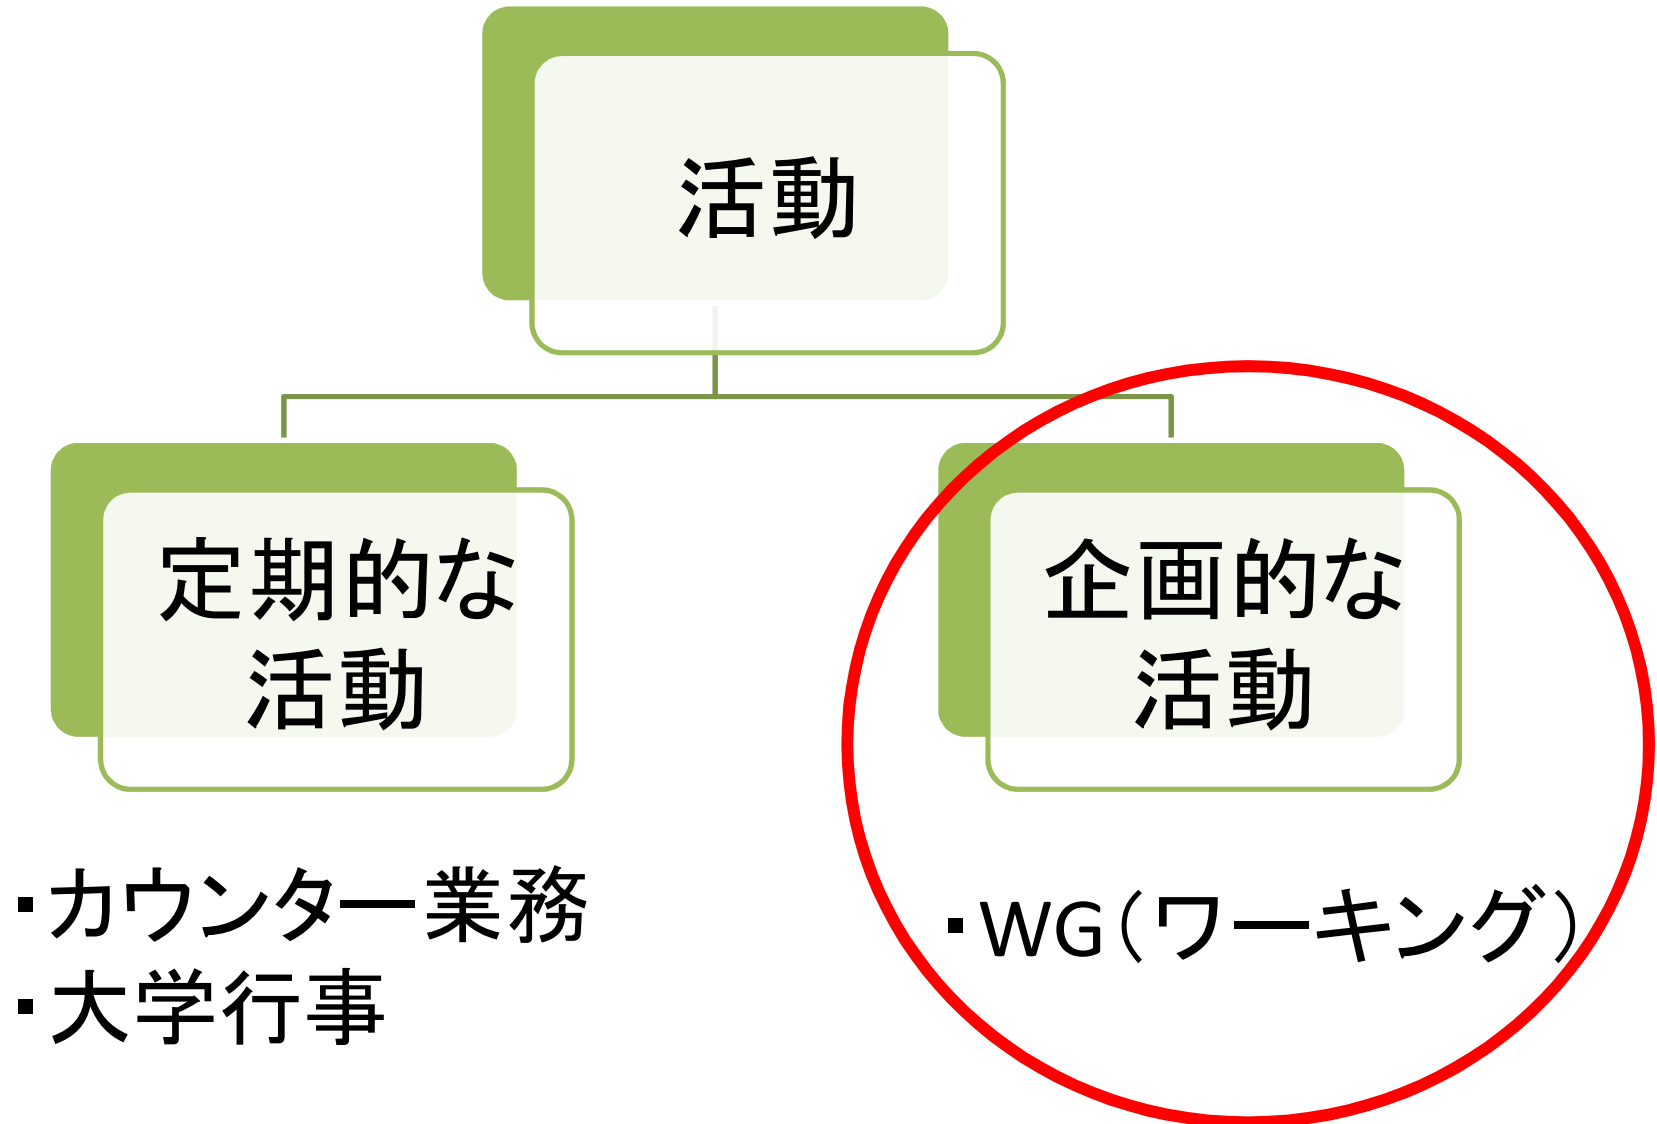 活動
定期的な
活動
企画的な
活動
・カウンター業務
・大学行事
・WG（ワーキング）